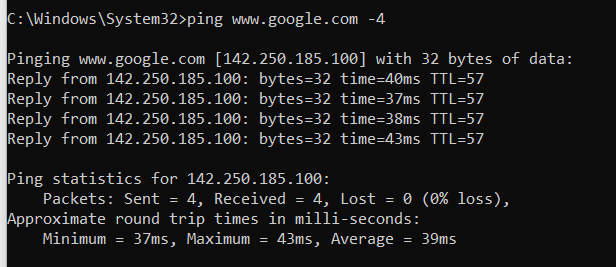 C:\Windows\System32>ping www.google.com -4
Pinging www.google.com [142.250.185.100] with 32 bytes of data:
Reply from 142.250.185.100: bytes=32 time=40ms TTL=57
Reply from 142.250.185.100: bytes=32 time=37ms TTL=57
Reply from 142.250.185.100: bytes=32 time=38ms TTL=57
Reply from 142.250.185.100: bytes=32 time=43ms TTL=57
Ping statistics for 142.250.185.100:
    Packets: Sent = 4, Received = 4, Lost = 0 (0% loss),
Approximate round trip times in milli-seconds:
    Minimum = 37ms, Maximum = 43ms, Average = 39ms